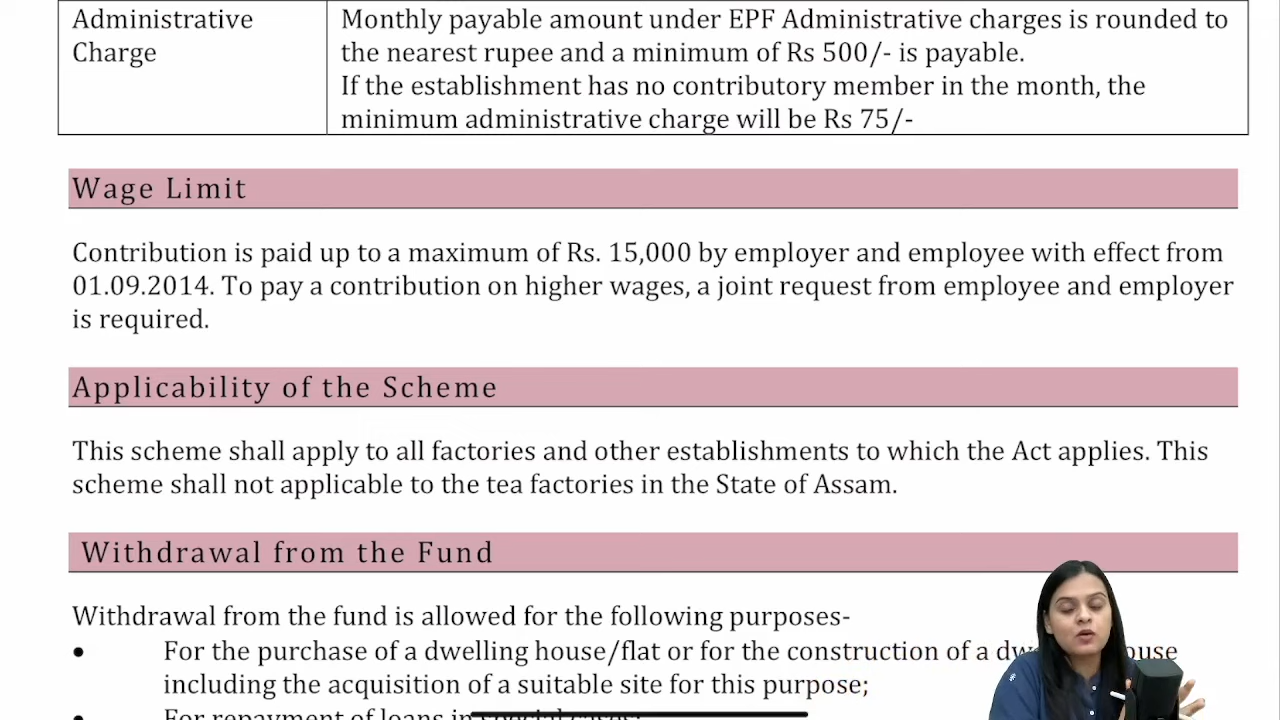 Administrative
Charge
Monthly payable amount under EPF Administrative charges is rounded to
the nearest rupee and a minimum of Rs 500/- is payable.
If the establishment has no contributory member in the month, the
minimum administrative charge will be Rs 75/-
Wage Limit
Contribution is paid up to a maximum of Rs. 15,000 by employer and employee with effect from
01.09.2014. To pay a contribution on higher wages, a joint request from employee and employer
is required.
Applicability of the Scheme
This scheme shall apply to all factories and other establishments to which the Act applies. This
scheme shall not applicable to the tea factories in the State of Assam.
Withdrawal from the Fund
Withdrawal from the fund is allowed for the following purposes-
• For the purchase of a dwelling house/flat or for the construction of a
including the acquisition of a suitable site for this purpose;
• For repayment of loans in special cases;